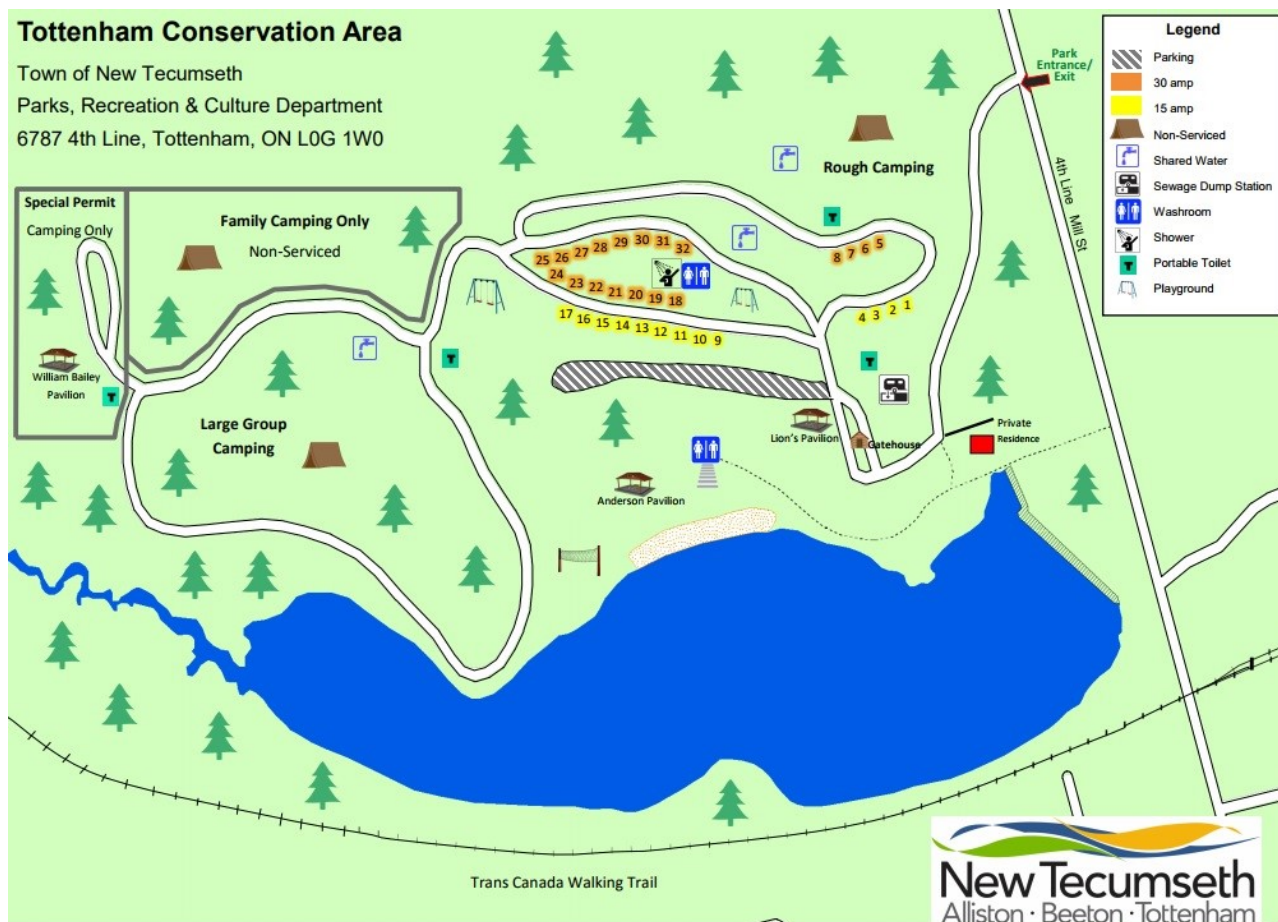 Tottenham Conservation Area
Town of New Tecumseth
Parks, Recreation & Culture Department
6787 4th Line, Tottenham, ON L0G 1W0
Legend
Parking
30 amp
15 amp
Non-Serviced
Shared Water
Sewage Dump Station
Washroom
Shower
Portable Toilet
Playground
Park
Entrance/
Exit
4th Line Mill St
Rough Camping
Special Permit
Camping Only
Family Camping Only
Non-Serviced
25 26 27 28 29 30 31 32
24 23 22 21 20 19 18
17 16 15 14 13 12 11 10 9
8 7 6 5
4 3 2 1
William Bailey
Pavilion
Large Group
Camping
Lion's Pavilion
Gatehouse
Private
Residence
Anderson Pavilion
Trans Canada Walking Trail
New Tecumseth
Alliston · Beeton · Tottenham